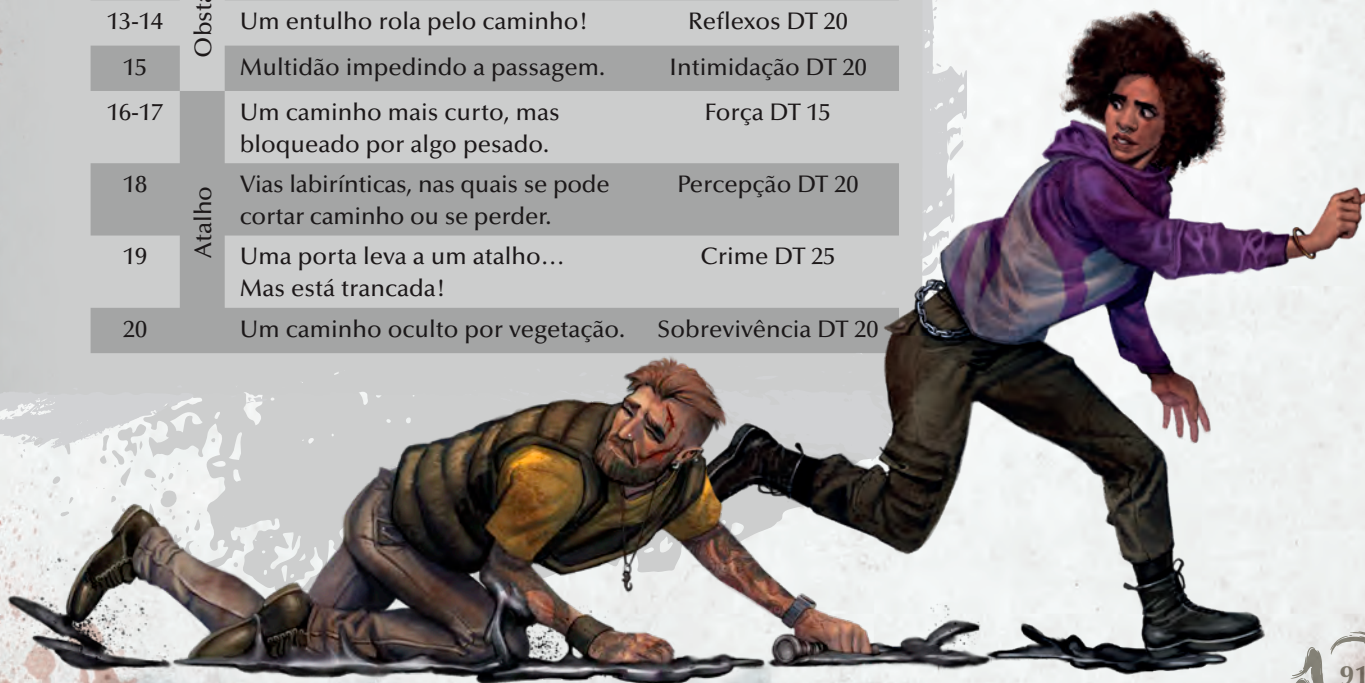 13-14 Um entulho rola pelo caminho! Reflexos DT 20
15 Multidão impedindo a passagem. Intimidação DT 20
16-17 Um caminho mais curto, mas Força DT 15
bloqueado por algo pesado.
18 Vias labirínticas, nas quais se pode Percepção DT 20
cortar caminho ou se perder.
Atalho
19 Uma porta leva a um atalho… Crime DT 25
Mas está trancada!
20 Um caminho oculto por vegetação. Sobrevivência DT 20
91